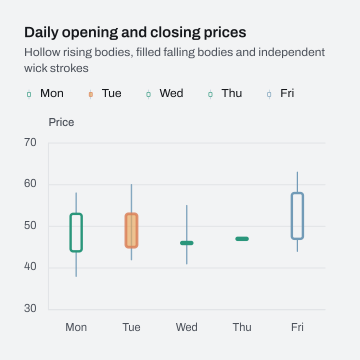 Daily opening and closing prices
Hollow rising bodies, filled falling bodies and independent
wick strokes
Mon Tue Wed Thu Fri
Price
70
60
50
40
30
Mon Tue Wed Thu Fri